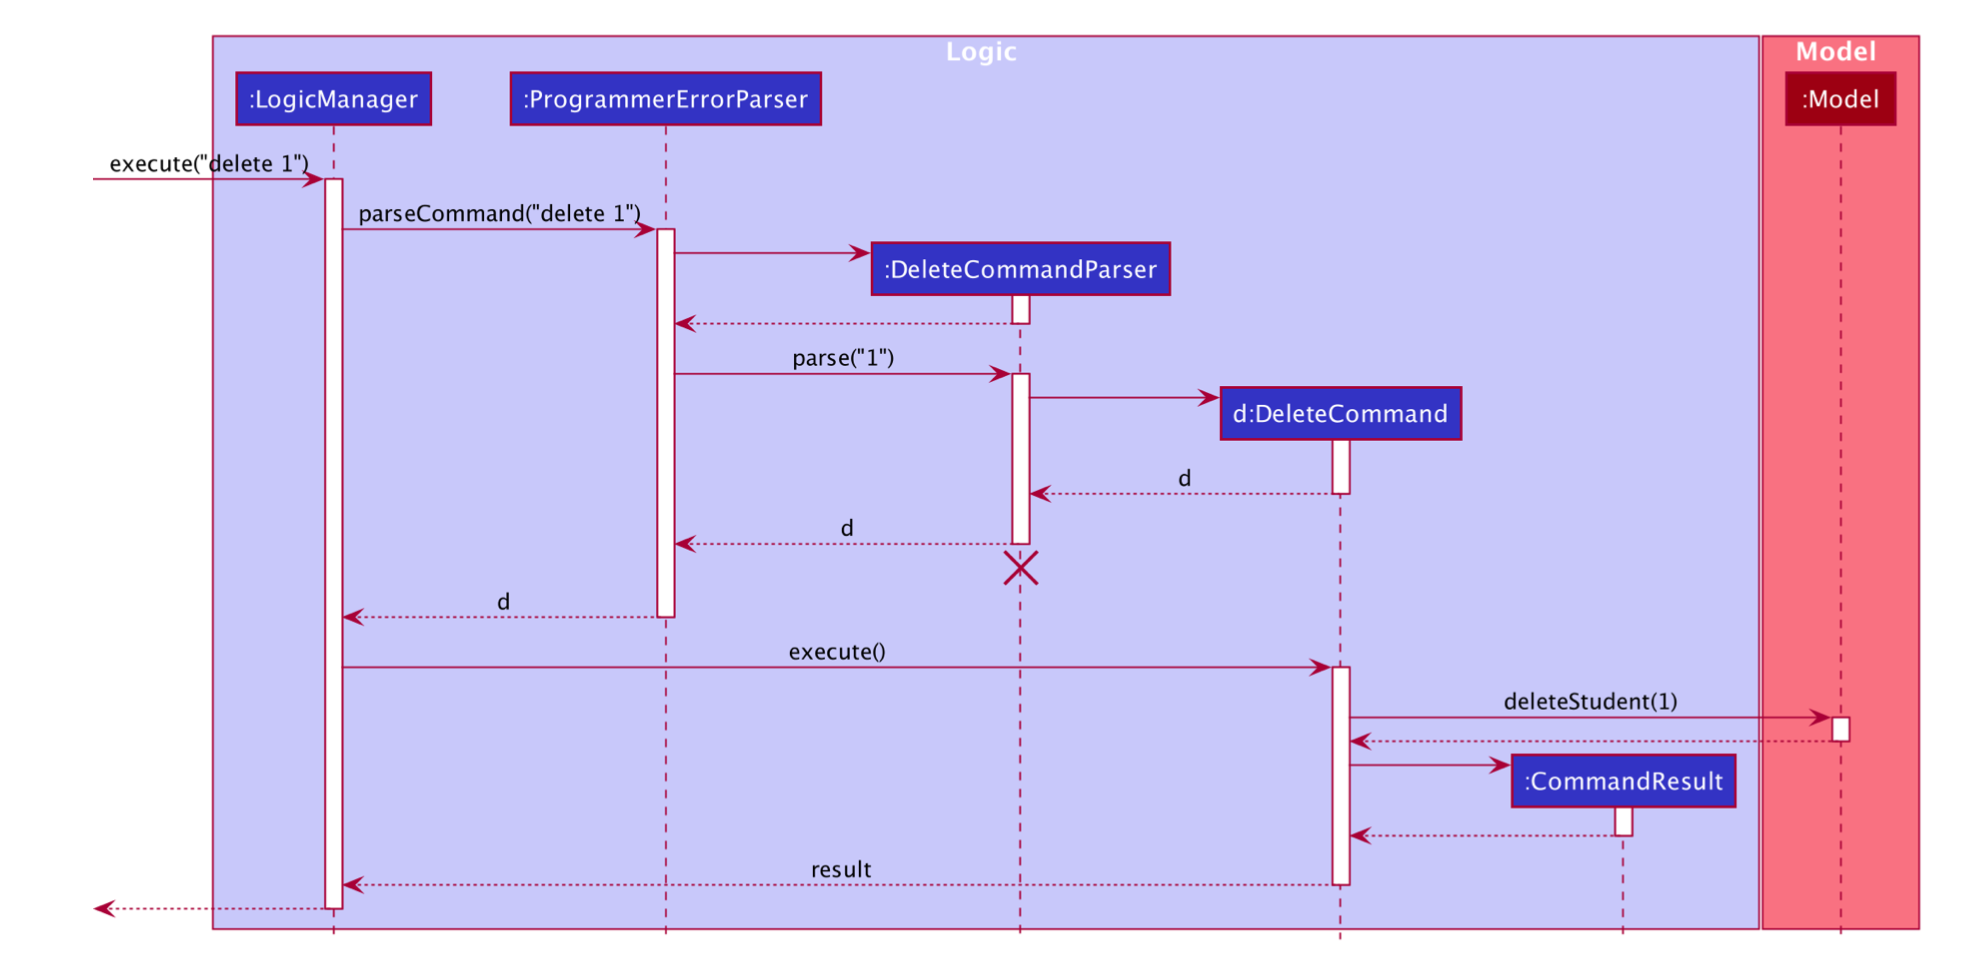 Logic
Model
:LogicManager
:ProgrammerErrorParser
:Model
execute("delete 1")
parseCommand("delete 1")
:DeleteCommandParser
parse("1")
d:DeleteCommand
d
d
d
execute()
deleteStudent(1)
:CommandResult
result